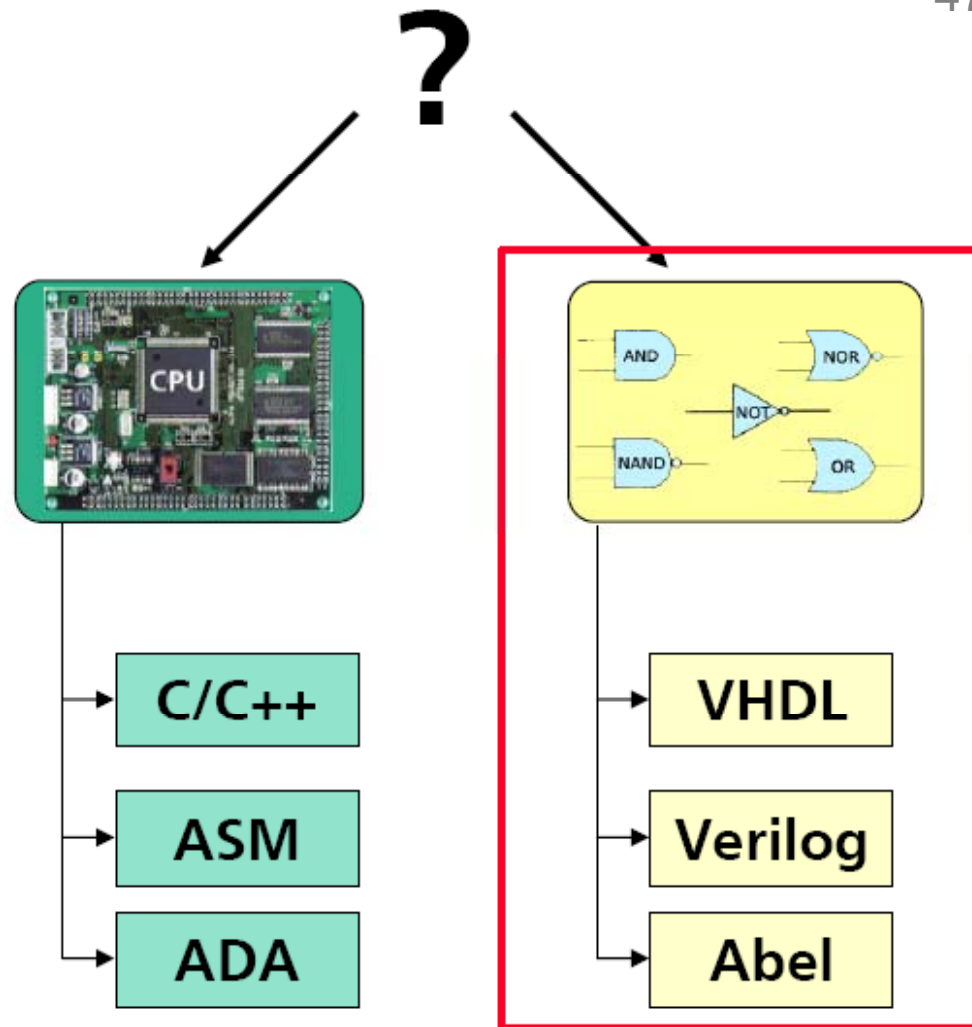 ?
CPU
AND
NOR
NOT
NAND
OR
C/C++
VHDL
ASM
Verilog
ADA
Abel